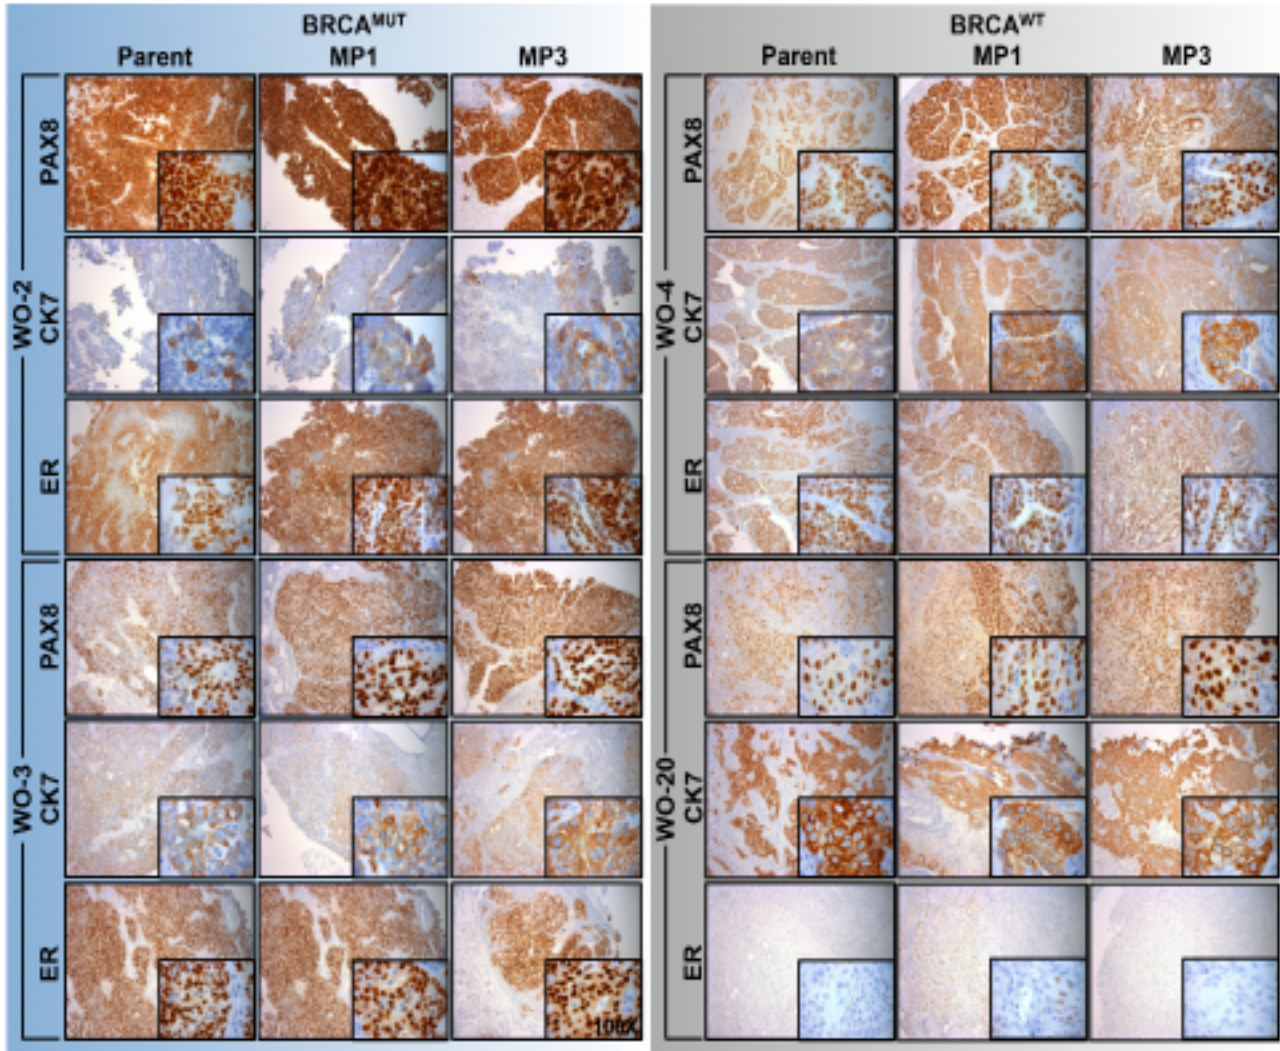 BRCAᴹᵁᵀ
Parent MP1 MP3
WO-2
PAX8
CK7
ER
WO-3
PAX8
CK7
ER
100X
BRCAᵂᵀ
Parent MP1 MP3
WO-4
PAX8
CK7
ER
WO-20
PAX8
CK7
ER